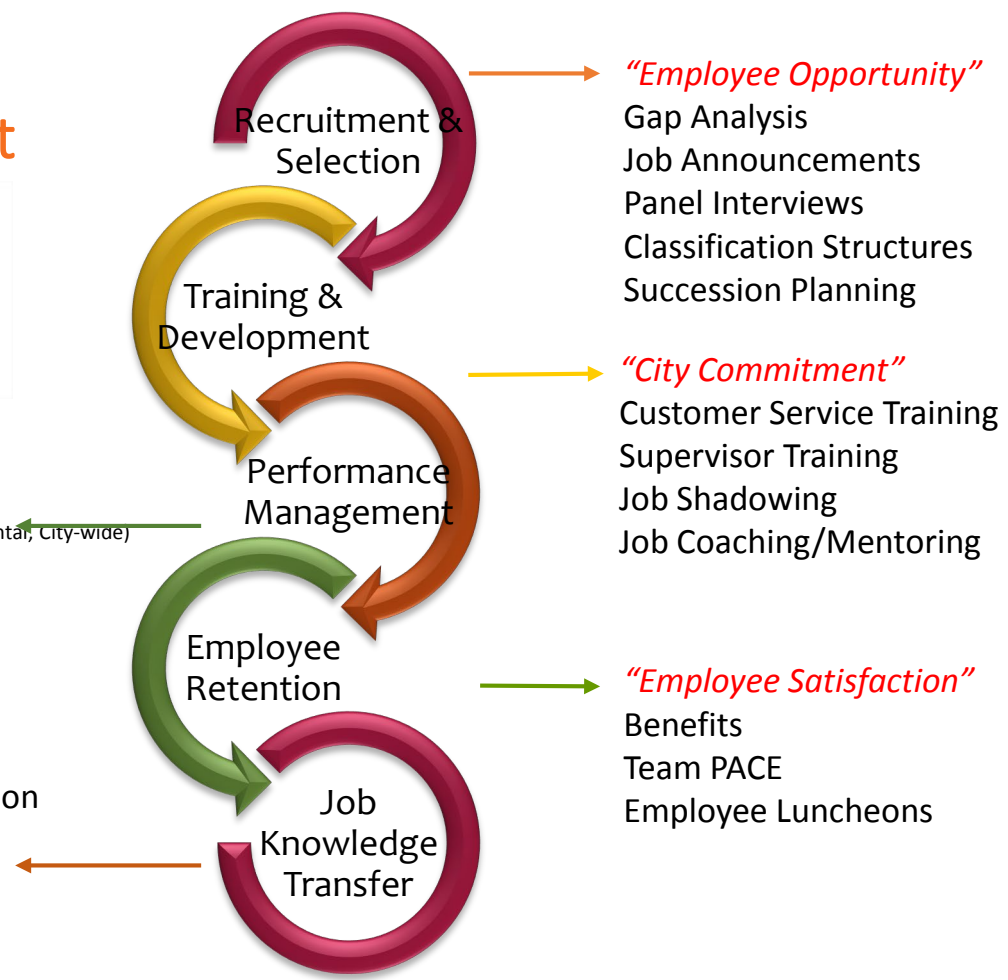 t
Recruitment &
Selection
Training &
Development
Performance
Management
Employee
Retention
Job
Knowledge
Transfer
“Employee Opportunity”
Gap Analysis
Job Announcements
Panel Interviews
Classification Structures
Succession Planning
“City Commitment”
Customer Service Training
Supervisor Training
Job Shadowing
Job Coaching/Mentoring
“Employee Satisfaction”
Benefits
Team PACE
Employee Luncheons
ntal, City-wide)
on